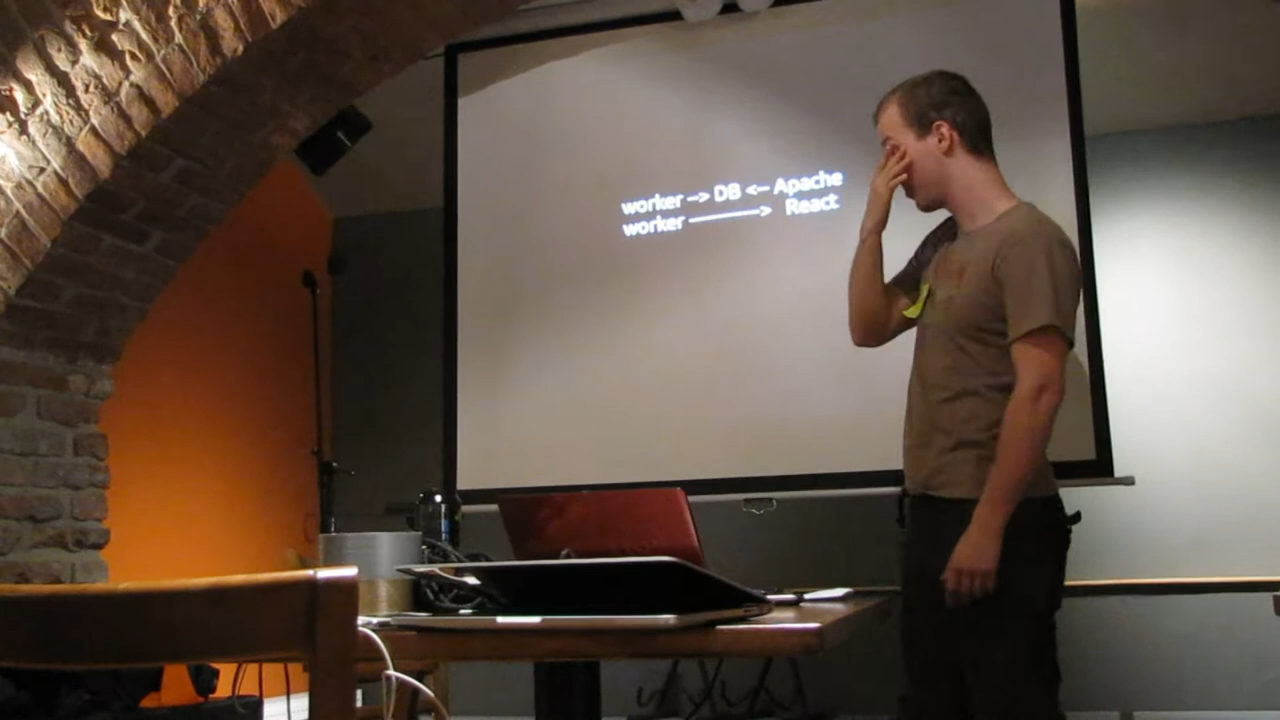 worker --> DB <-- Apache
worker ----------> React